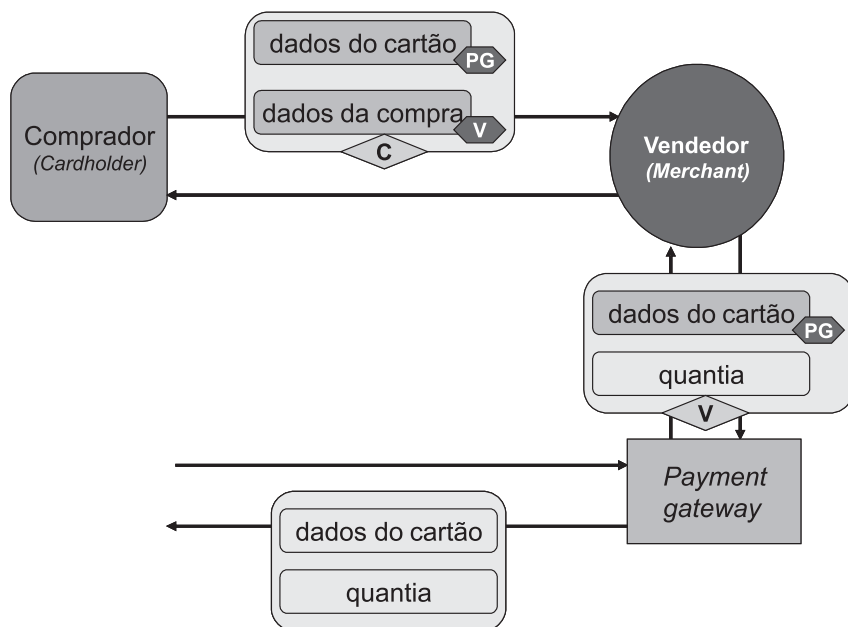 dados do cartão
PG
dados da compra
V
C
Comprador
(Cardholder)
Vendedor
(Merchant)
dados do cartão
PG
quantia
V
Payment
gateway
dados do cartão
quantia